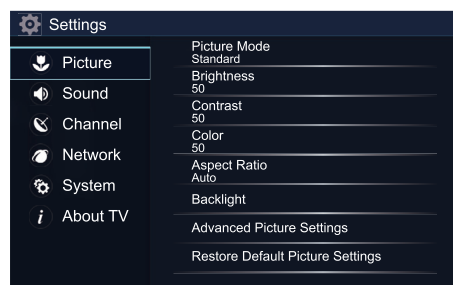 Settings
Picture
Sound
Channel
Network
System
About TV
Picture Mode
Standard
Brightness
50
Contrast
50
Color
50
Aspect Ratio
Auto
Backlight
Advanced Picture Settings
Restore Default Picture Settings